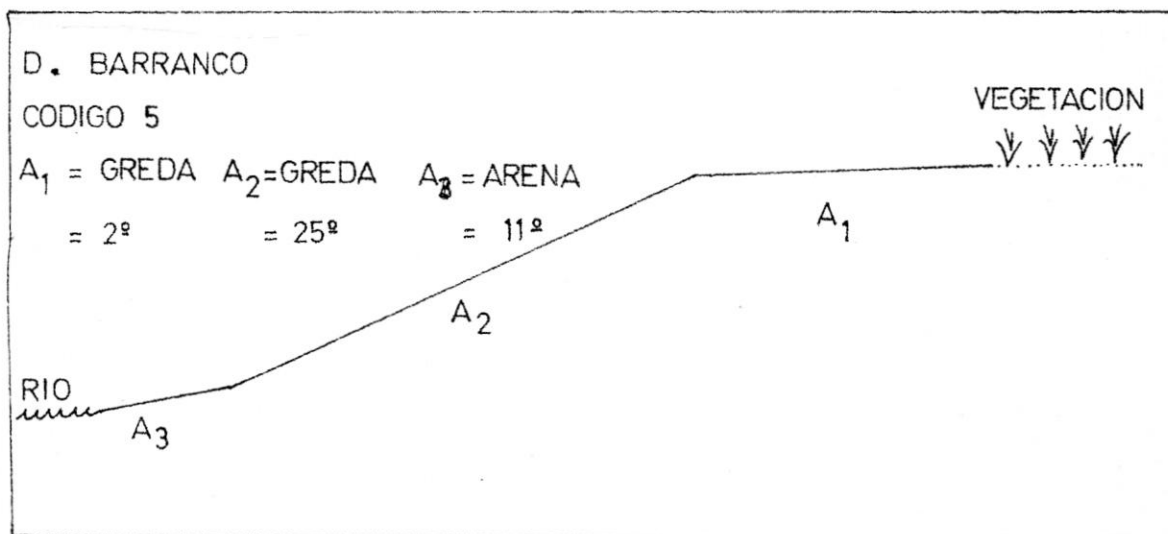 D. BARRANCO
CODIGO 5
A₁ = GREDA A₂=GREDA A₃=ARENA
= 2º = 25º = 11º
VEGETACION
A₁
A₂
RIO
A₃